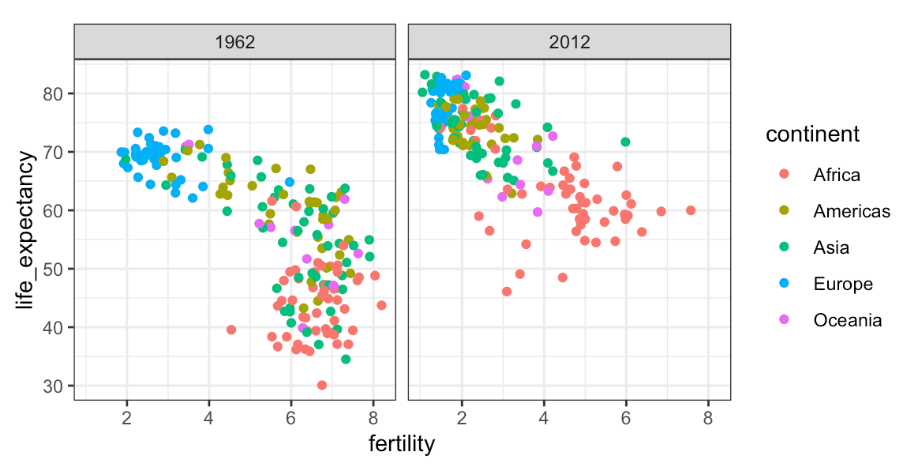 1962
2012
80
70
60
50
40
30
life_expectancy
2 4 6 8
2 4 6 8
fertility
continent
Africa
Americas
Asia
Europe
Oceania